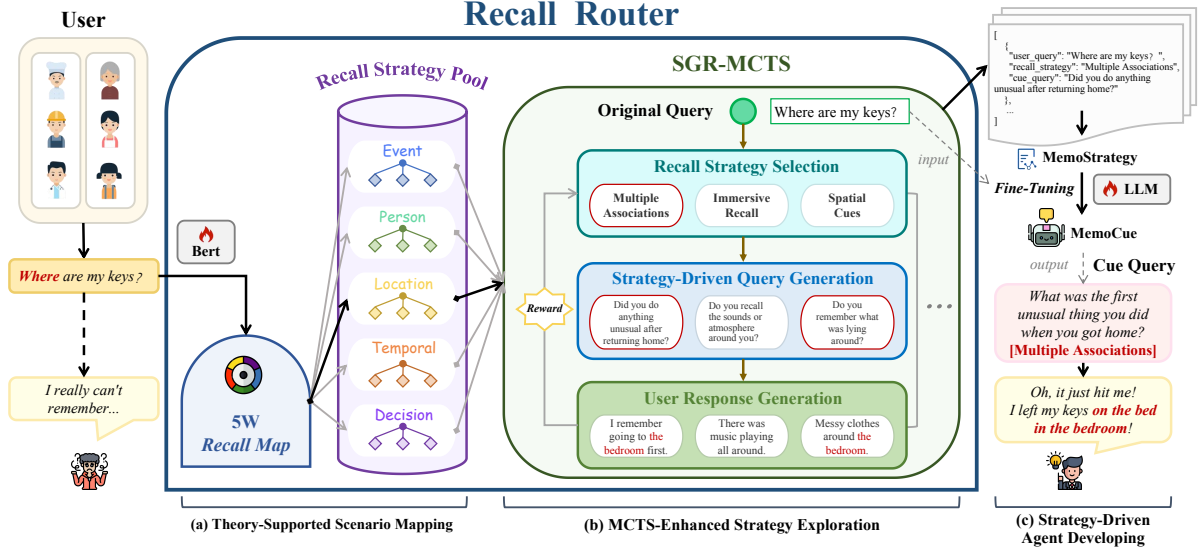 Recall Router
User
Where are my keys?
I really can't
remember...
Bert
5W
Recall Map
Recall Strategy Pool
Event
Person
Location
Temporal
Decision
SGR-MCTS
Original Query
Where are my keys?
input
Recall Strategy Selection
Multiple
Associations
Immersive
Recall
Spatial
Cues
Strategy-Driven Query Generation
Did you do
anything
unusual after
returning home?
Do you recall
the sounds or
atmosphere
around you?
Do you
remember what
was lying
around?
Reward
...
User Response Generation
I remember
going to the
bedroom first.
There was
music playing
all around.
Messy clothes
around the
bedroom.
[
{
"user_query": "Where are my keys? ",
"recall_strategy": "Multiple Associations",
"cue_query": "Did you do anything
unusual after returning home?"
},
...
]
MemoStrategy
Fine-Tuning
LLM
MemoCue
output
Cue Query
What was the first
unusual thing you did
when you got home?
[Multiple Associations]
Oh, it just hit me!
I left my keys on the bed
in the bedroom!
(a) Theory-Supported Scenario Mapping
(b) MCTS-Enhanced Strategy Exploration
(c) Strategy-Driven
Agent Developing